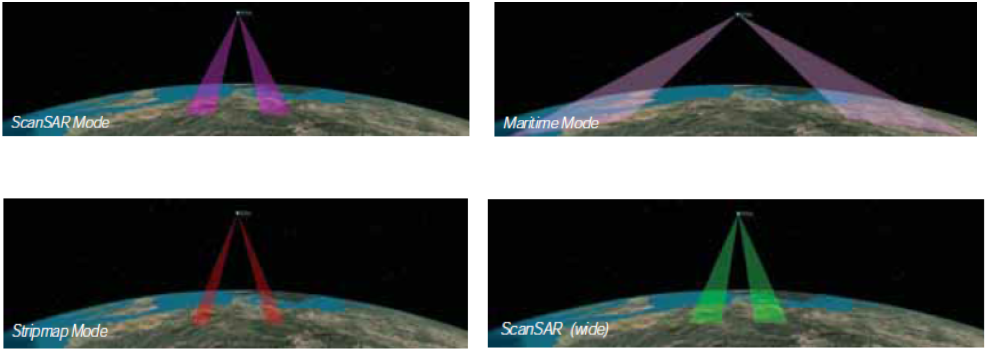 ScanSAR Mode
Maritime Mode
Stripmap Mode
ScanSAR (wide)